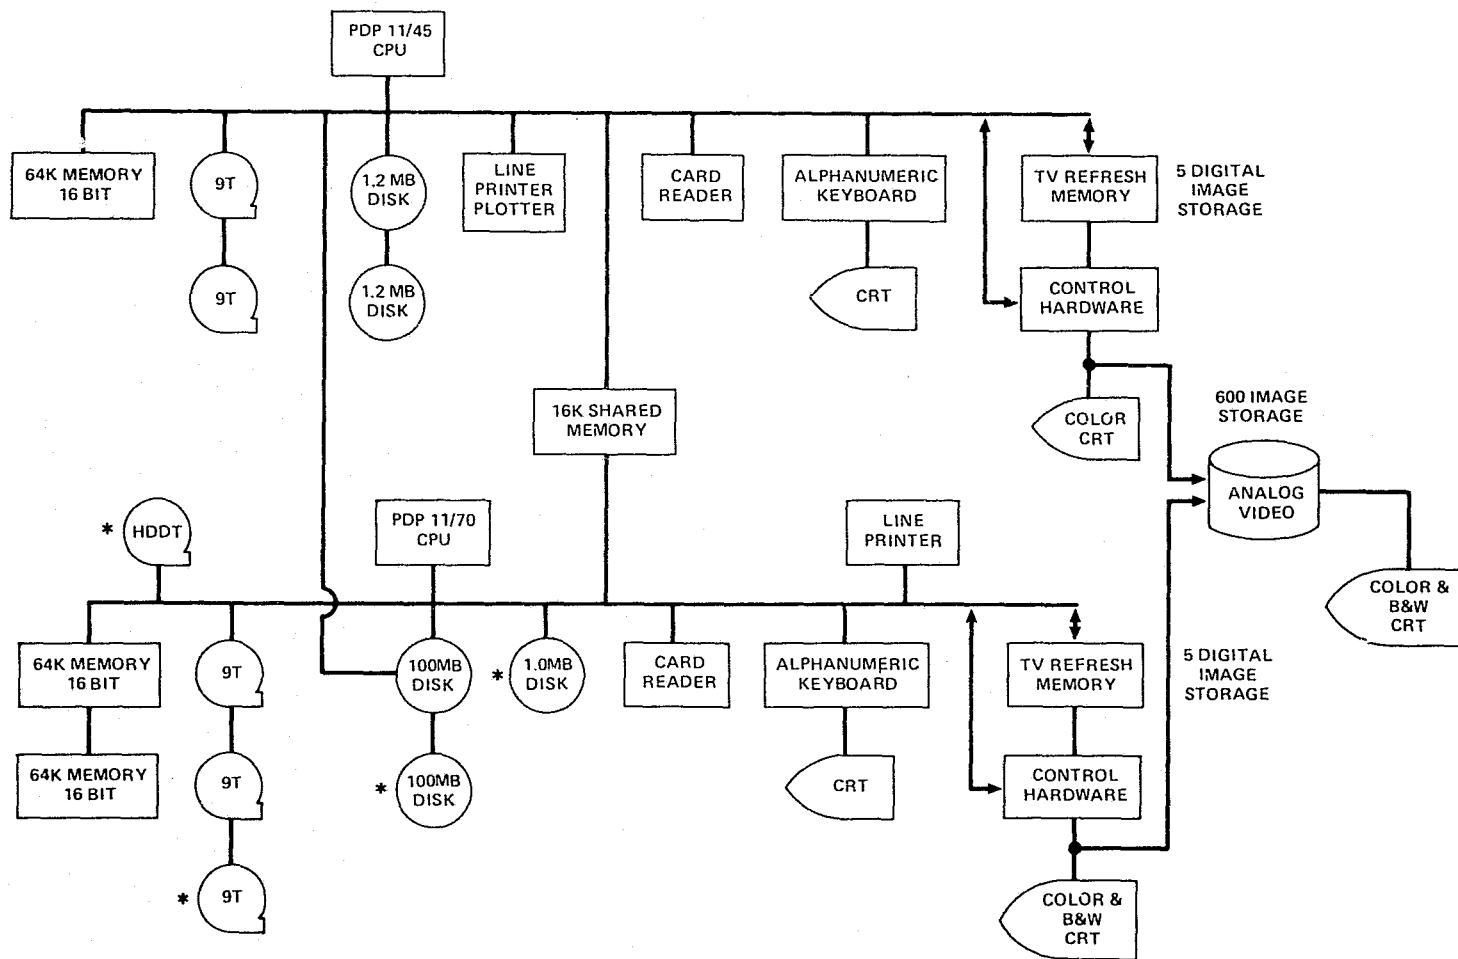 PDP 11/45
CPU
64K MEMORY
16 BIT
9T
1.2 MB
DISK
LINE
PRINTER
PLOTTER
CARD
READER
ALPHANUMERIC
KEYBOARD
TV REFRESH
MEMORY
5 DIGITAL
IMAGE
STORAGE
9T
1.2 MB
DISK
CRT
CONTROL
HARDWARE
16K SHARED
MEMORY
COLOR
CRT
600 IMAGE
STORAGE
ANALOG
VIDEO
* HDDT
PDP 11/70
CPU
LINE
PRINTER
COLOR &
B&W
CRT
64K MEMORY
16 BIT
9T
100MB
DISK
* 1.0MB
DISK
CARD
READER
ALPHANUMERIC
KEYBOARD
TV REFRESH
MEMORY
5 DIGITAL
IMAGE
STORAGE
64K MEMORY
16 BIT
9T
* 100MB
DISK
CRT
CONTROL
HARDWARE
* 9T
COLOR &
B&W
CRT